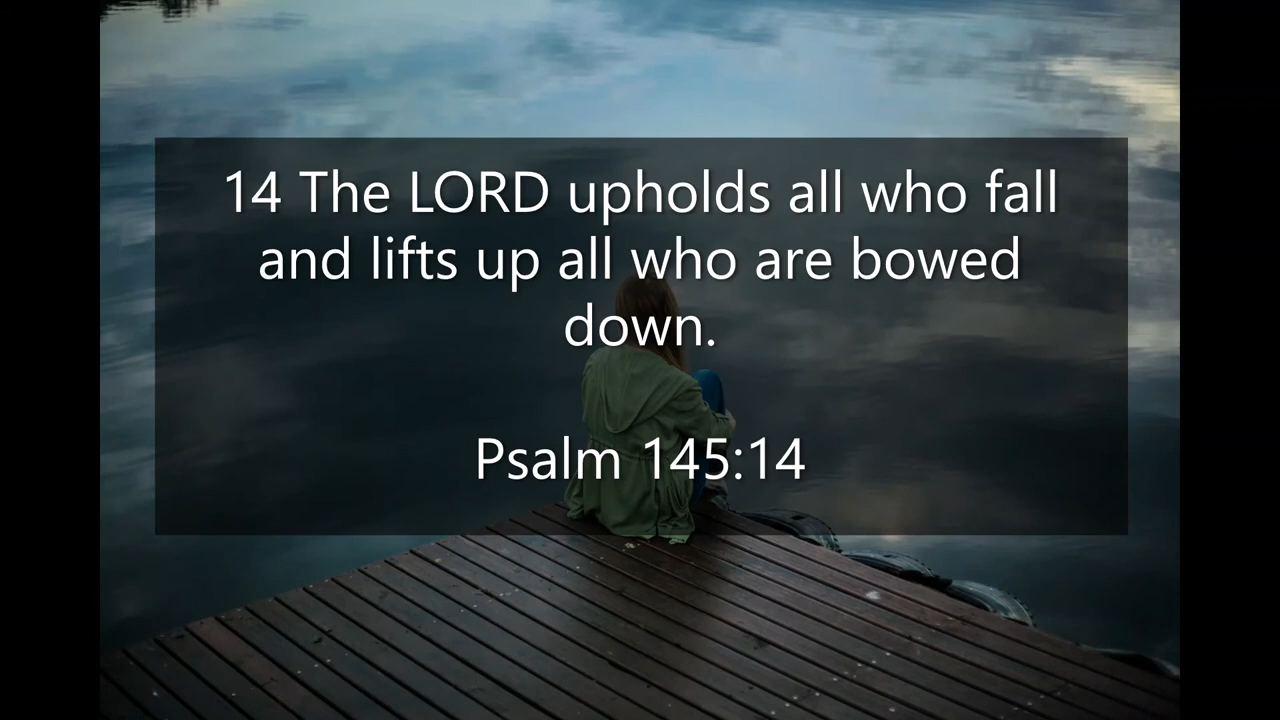 14 The LORD upholds all who fall
and lifts up all who are bowed
down.
Psalm 145:14